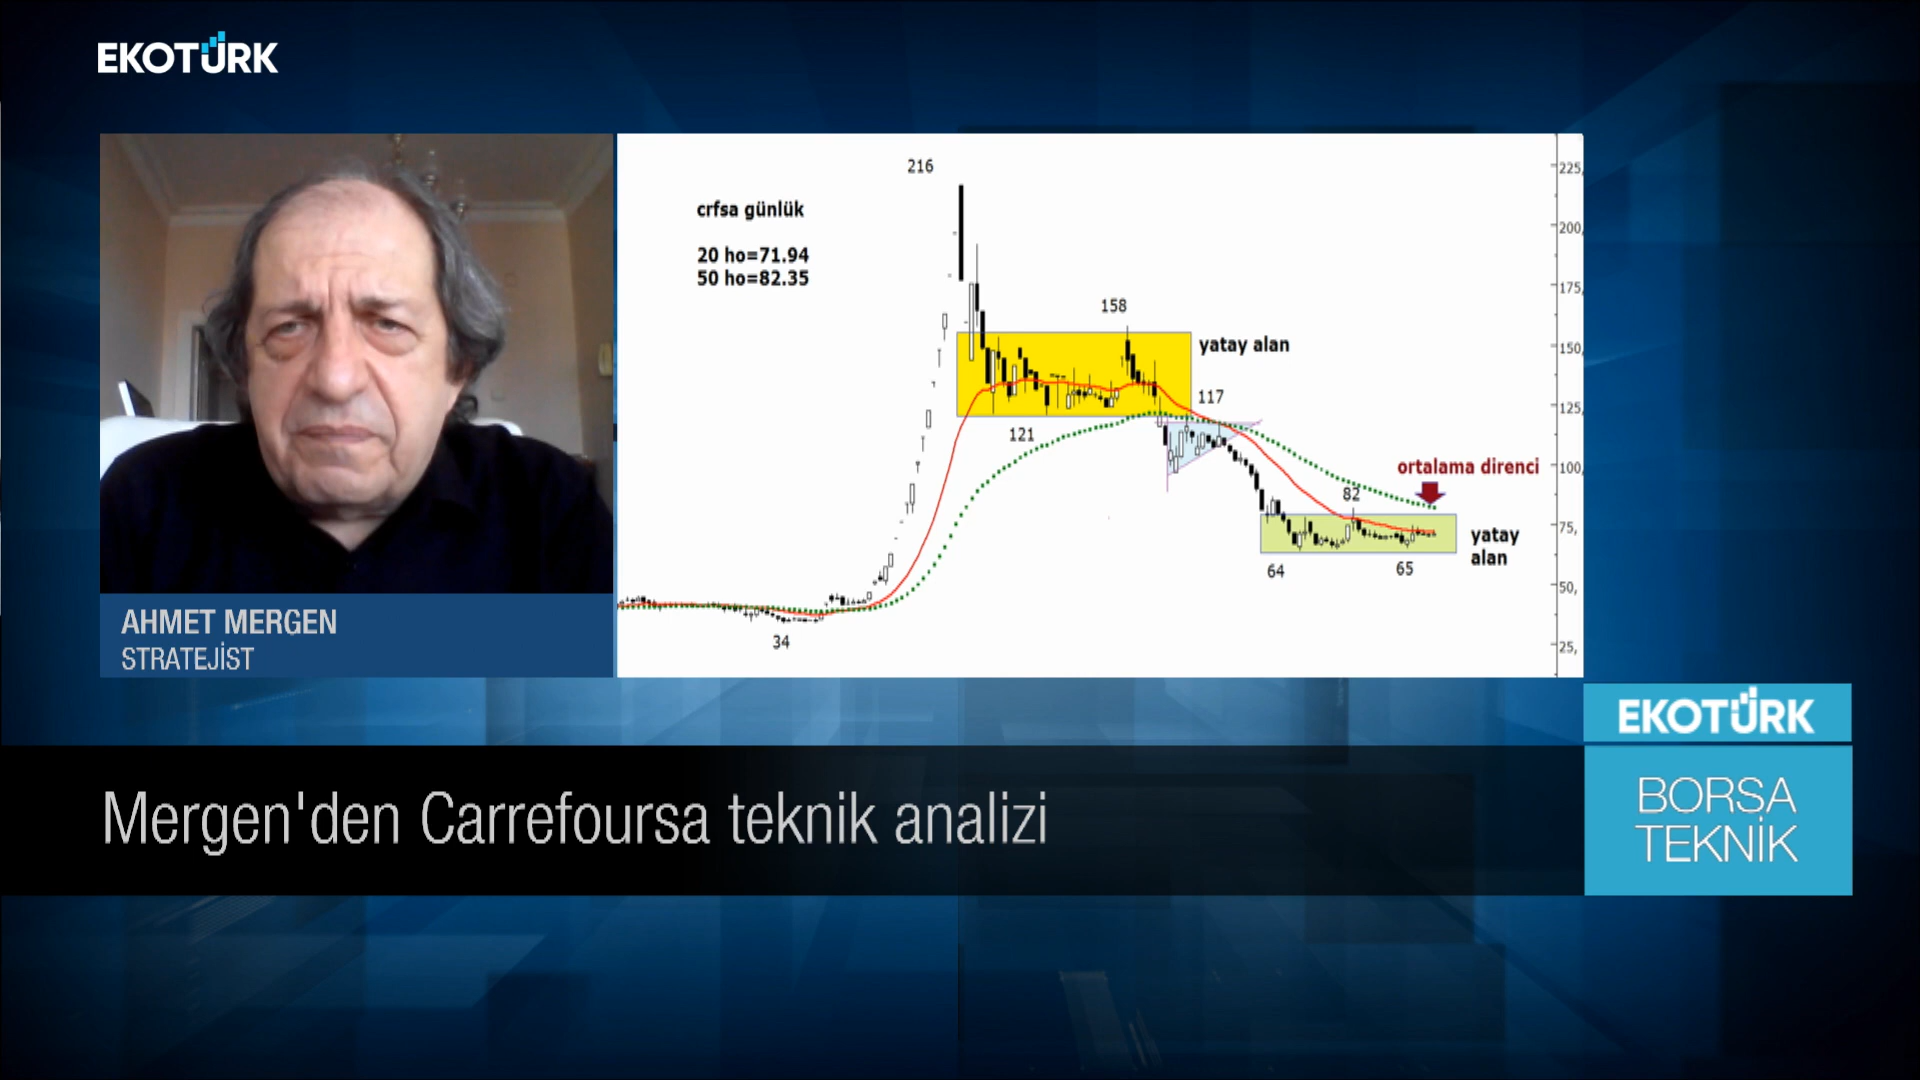 EKOTÜRK
216
crfsa günlük
20 ho=71.94
50 ho=82.35
158
yatay alan
117
121
ortalama direnci
82
yatay
alan
64
65
34
225,
200,
175,
150,
125,
100,
75,
50,
25,
AHMET MERGEN
STRATEJİST
EKOTÜRK
BORSA
TEKNİK
Mergen'den Carrefoursa teknik analizi